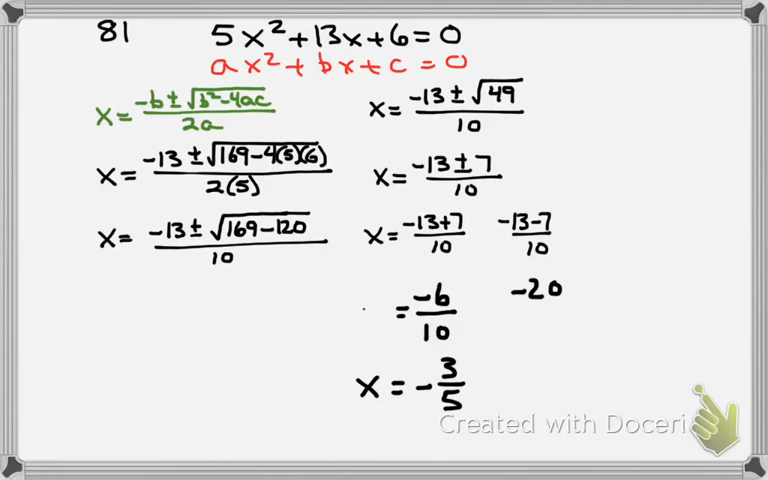 81
5x²+13x+6=0
ax²+bx+c=0
x=(-b±√(b²-4ac))/(2a)
x=(-13±√(169-4(5)(6)))/(2(5))
x=(-13±√(169-120))/10
x=(-13±√49)/10
x=(-13±7)/10
x=(-13+7)/10 (-13-7)/10
=(-6)/10 -20
x=-3/5
Created with Doceri